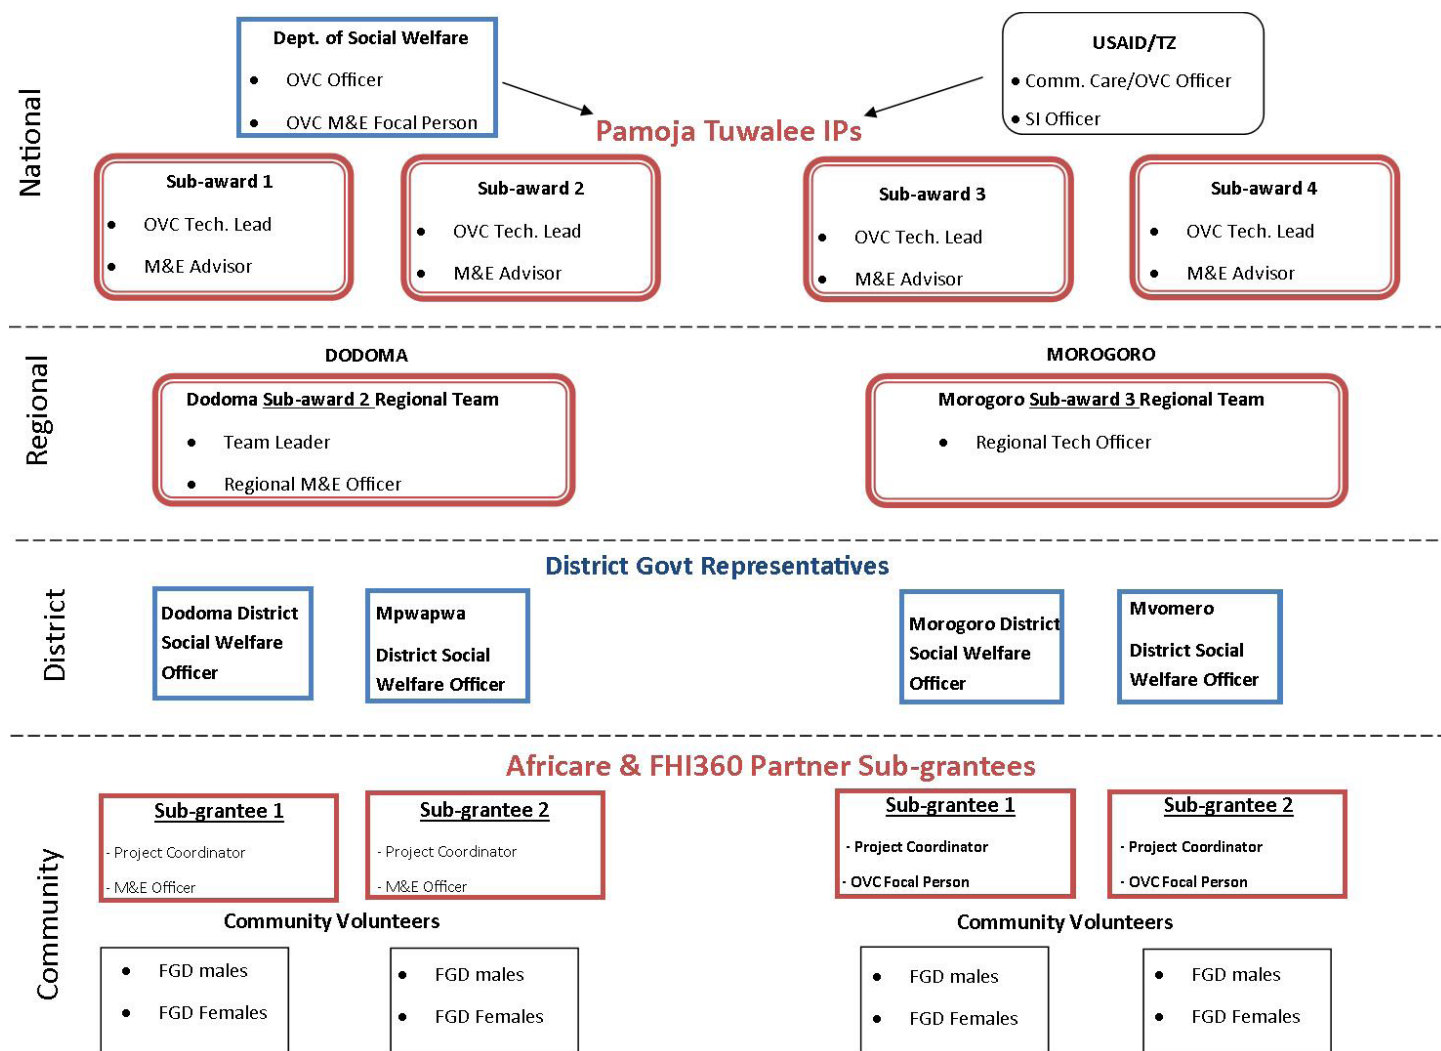 National
Dept. of Social Welfare
• OVC Officer
• OVC M&E Focal Person
USAID/TZ
• Comm. Care/OVC Officer
• SI Officer
Pamoja Tuwalee IPs
Sub-award 1
• OVC Tech. Lead
• M&E Advisor
Sub-award 2
• OVC Tech. Lead
• M&E Advisor
Sub-award 3
• OVC Tech. Lead
• M&E Advisor
Sub-award 4
• OVC Tech. Lead
• M&E Advisor
Regional
DODOMA
Dodoma Sub-award 2 Regional Team
• Team Leader
• Regional M&E Officer
MOROGORO
Morogoro Sub-award 3 Regional Team
• Regional Tech Officer
District
District Govt Representatives
Dodoma District
Social Welfare
Officer
Mpwapwa
District Social
Welfare Officer
Morogoro District
Social Welfare
Officer
Mvomero
District Social
Welfare Officer
Community
Africare & FHI360 Partner Sub-grantees
Sub-grantee 1
- Project Coordinator
- M&E Officer
Sub-grantee 2
- Project Coordinator
- M&E Officer
Sub-grantee 1
- Project Coordinator
- OVC Focal Person
Sub-grantee 2
- Project Coordinator
- OVC Focal Person
Community Volunteers
• FGD males
• FGD Females
• FGD males
• FGD Females
Community Volunteers
• FGD males
• FGD Females
• FGD males
• FGD Females